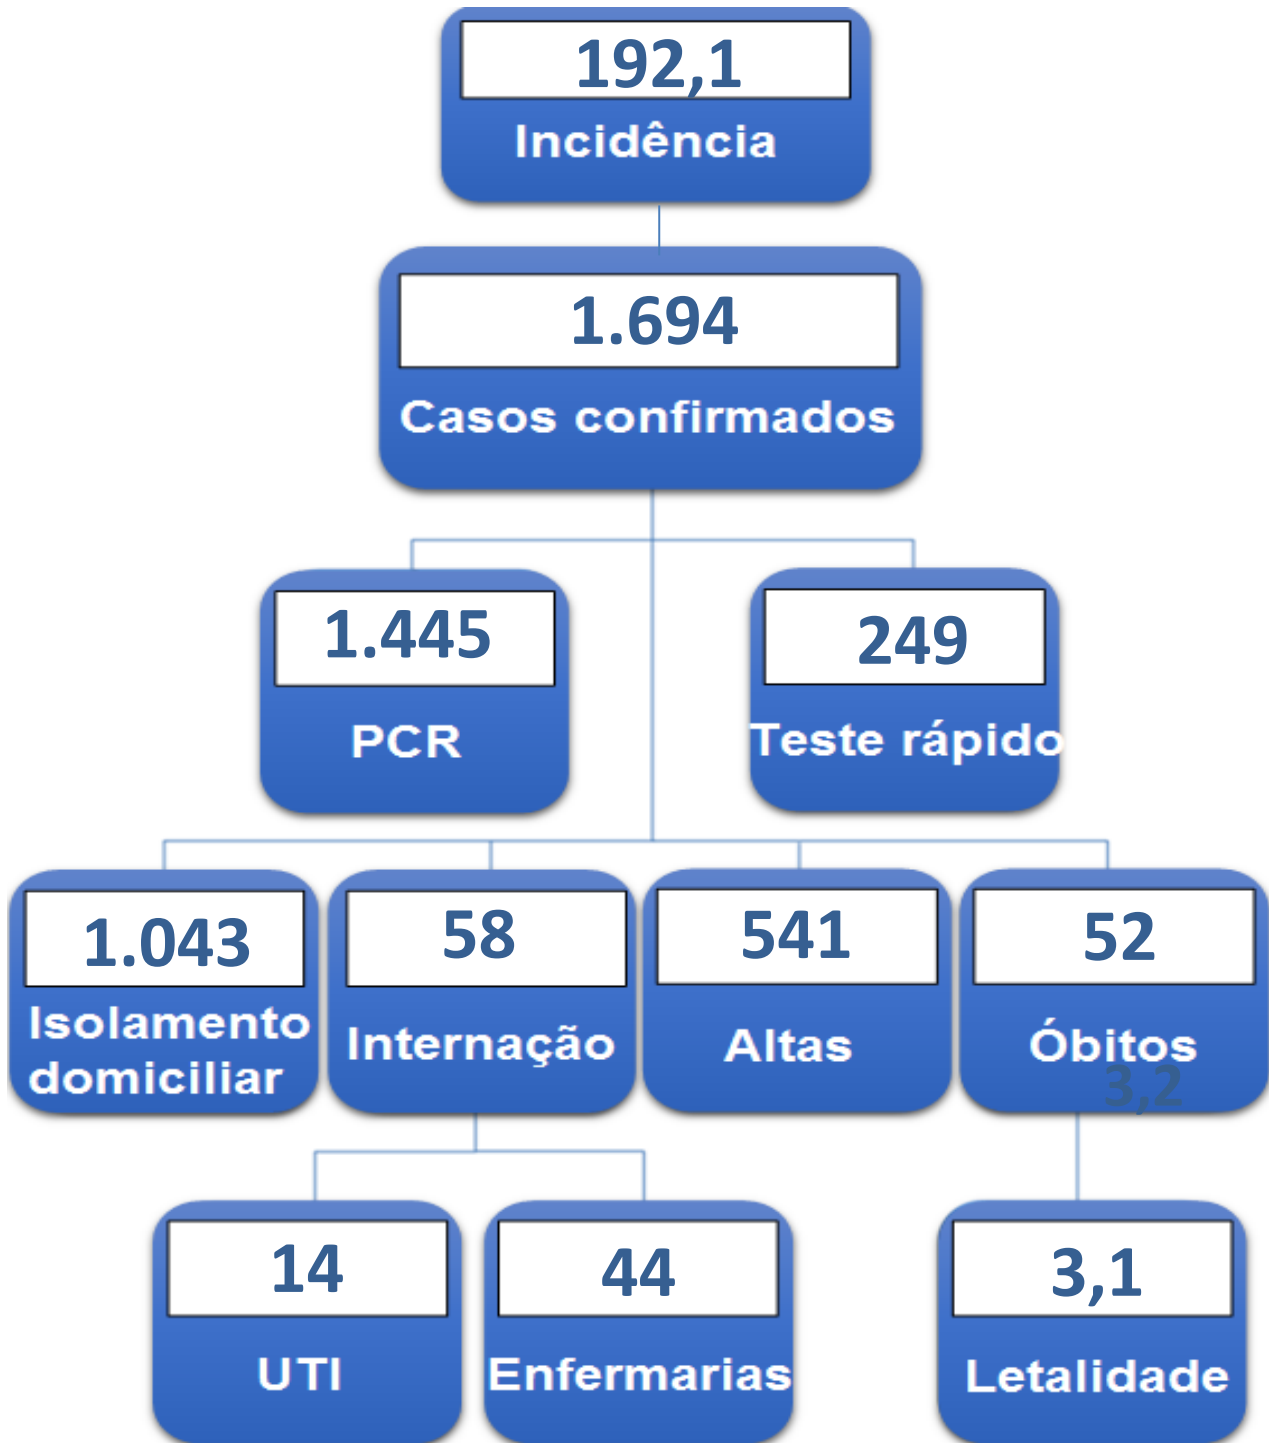 192,1
Incidência
1.694
Casos confirmados
1.445
PCR
249
Teste rápido
1.043
Isolamento
domiciliar
58
Internação
541
Altas
52
Óbitos
3,2
14
UTI
44
Enfermarias
3,1
Letalidade